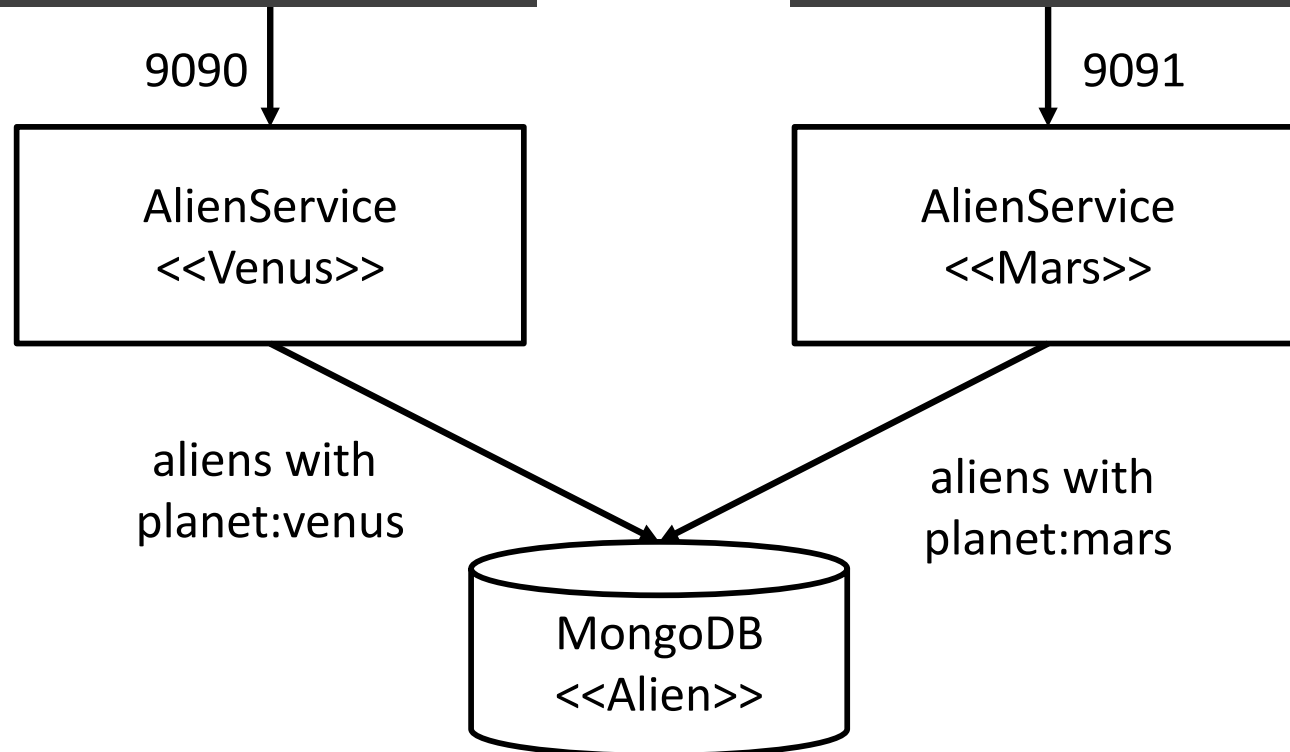 9090
9091
AlienService
<<Venus>>
AlienService
<<Mars>>
aliens with
planet:venus
aliens with
planet:mars
MongoDB
<<Alien>>